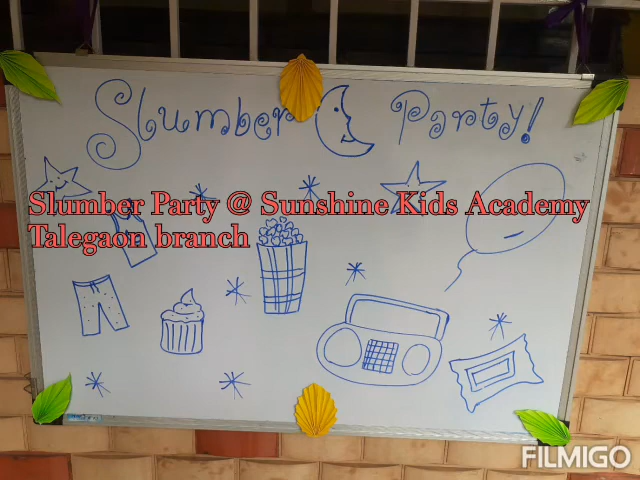 Slumber Party!
Slumber Party @ Sunshine Kids Academy
Talegaon branch
FILMIGO